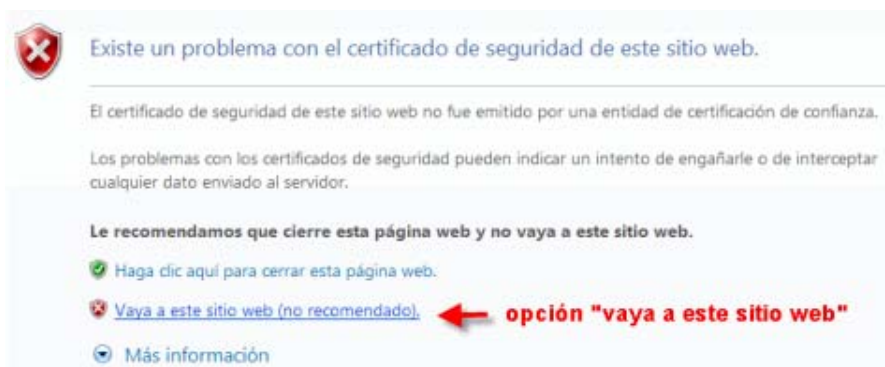 Existe un problema con el certificado de seguridad de este sitio web.
El certificado de seguridad de este sitio web no fue emitido por una entidad de certificación de confianza.
Los problemas con los certificados de seguridad pueden indicar un intento de engañarle o de interceptar
cualquier dato enviado al servidor.
Le recomendamos que cierre esta página web y no vaya a este sitio web.
Haga clic aquí para cerrar esta página web.
Vaya a este sitio web (no recomendado). opción "vaya a este sitio web"
Más información